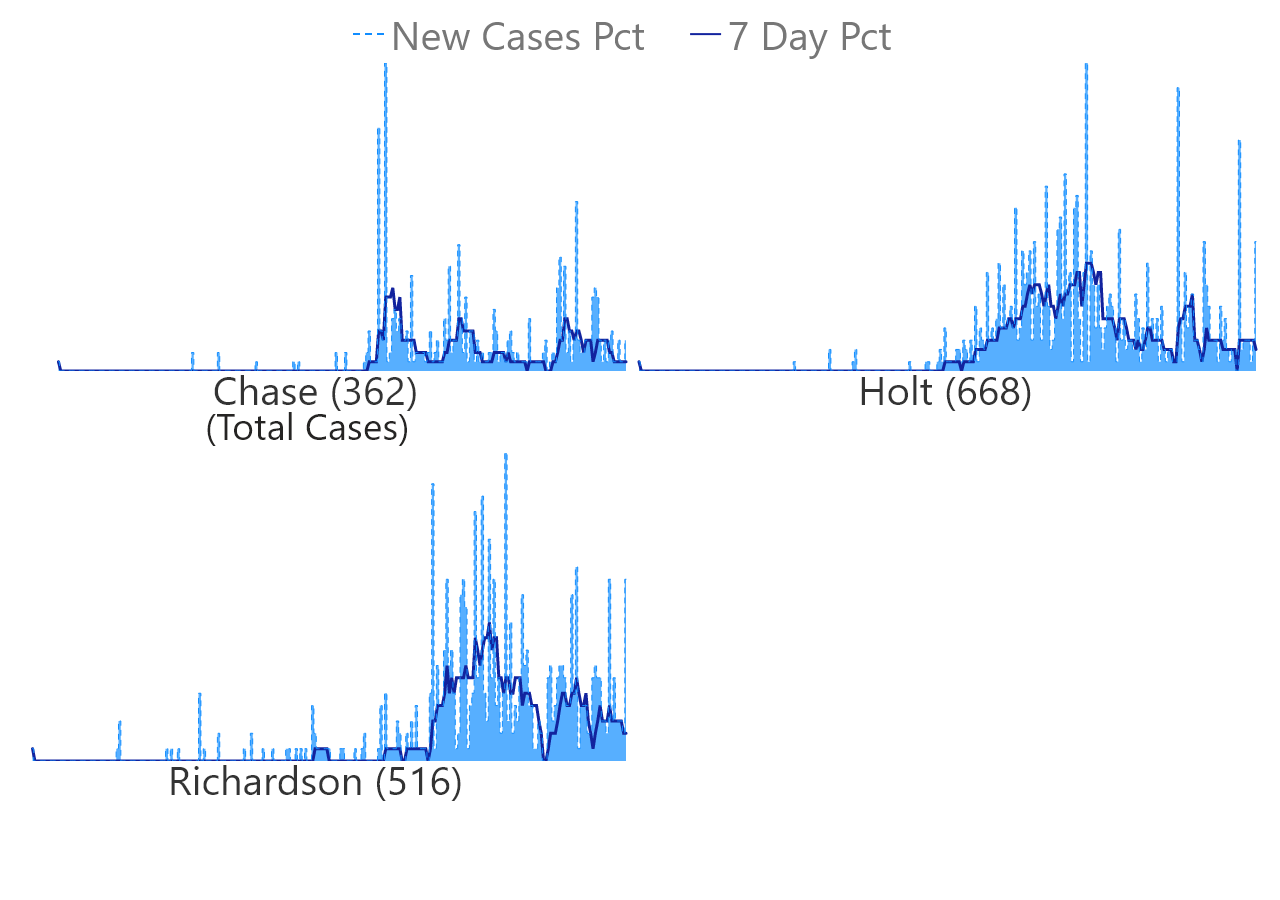 New Cases Pct 7 Day Pct
Chase (362)
(Total Cases)
Holt (668)
Richardson (516)